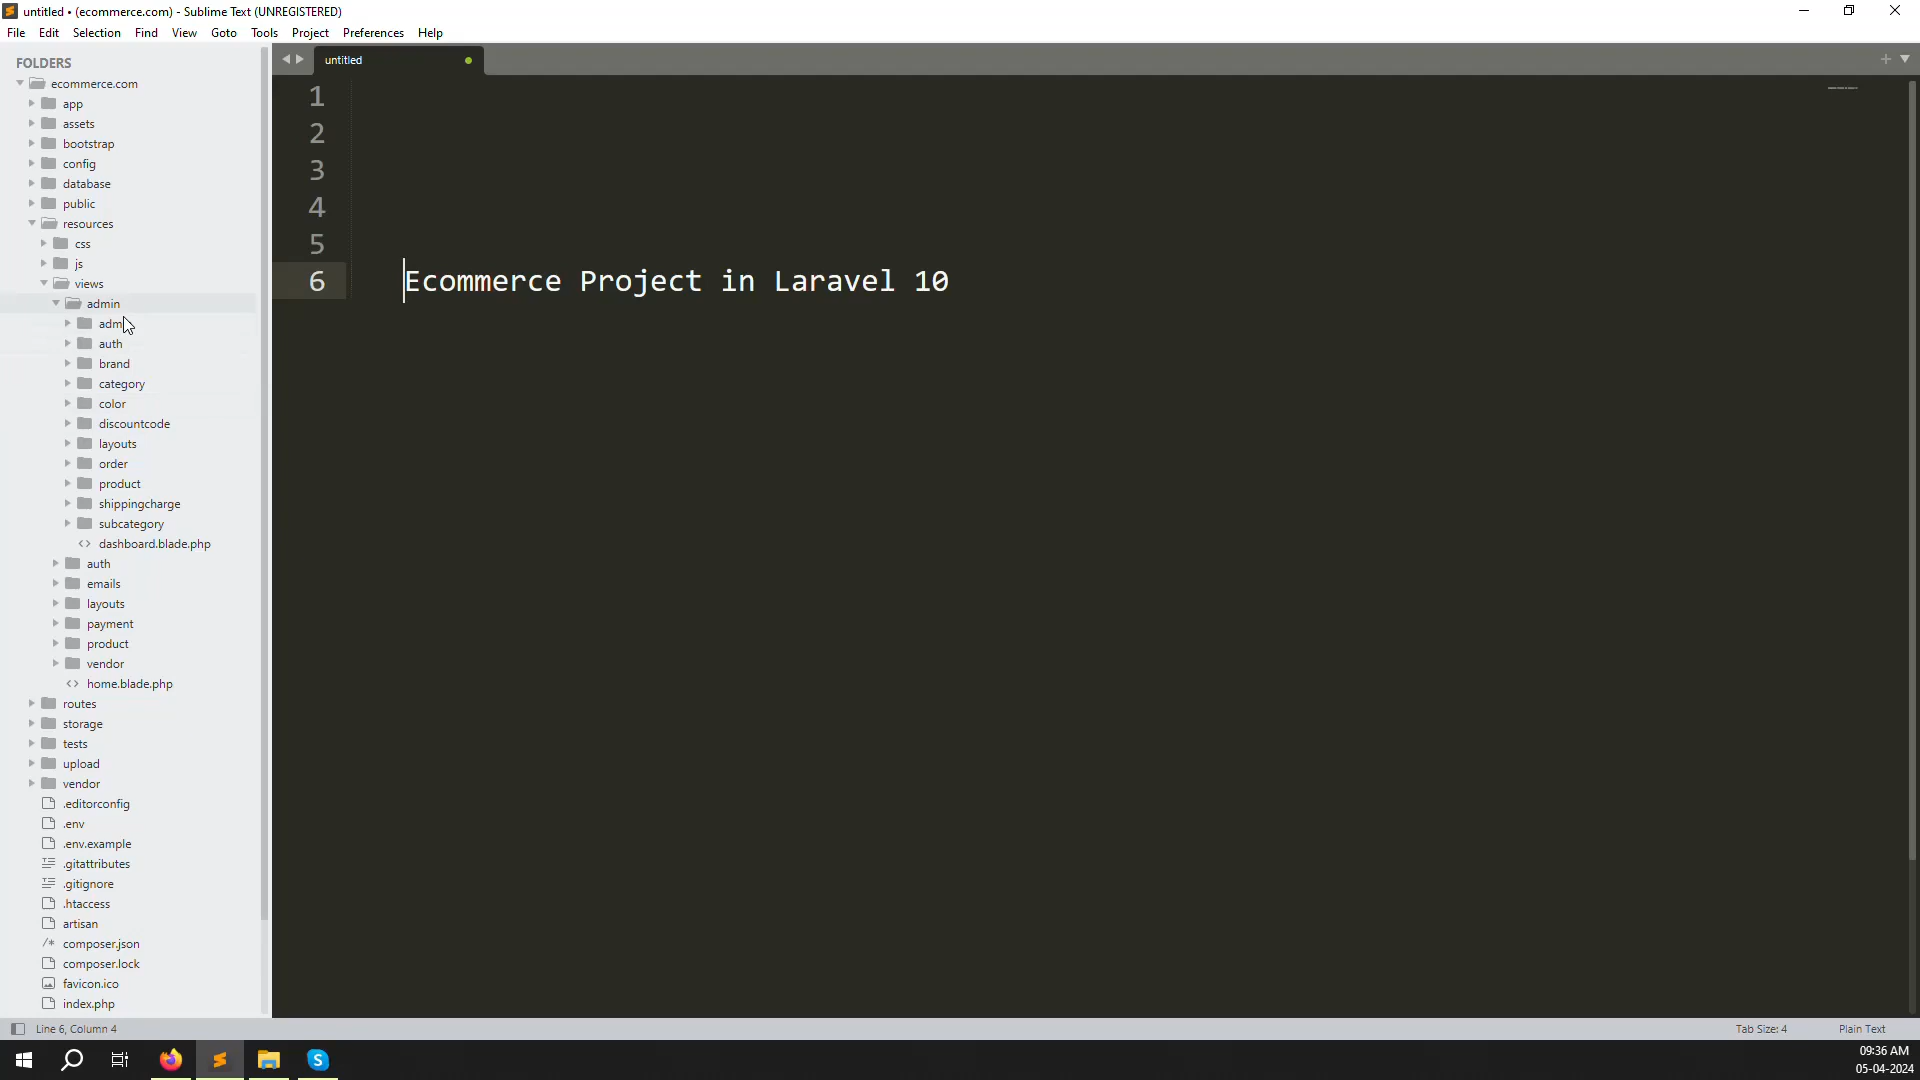 untitled • (ecommerce.com) - Sublime Text (UNREGISTERED)
File Edit Selection Find View Goto Tools Project Preferences Help
FOLDERS
ecommerce.com
app
assets
bootstrap
config
database
public
resources
css
js
views
admin
auth
brand
category
color
discountcode
layouts
order
product
shippingcharge
subcategory
dashboard.blade.php
auth
emails
layouts
payment
product
vendor
home.blade.php
routes
storage
tests
upload
vendor
.editorconfig
.env
.env.example
.gitattributes
.gitignore
.htaccess
artisan
composer.json
composer.lock
favicon.ico
index.php
untitled
1
2
3
4
5
6 Ecommerce Project in Laravel 10
Line 6, Column 4
Tab Size: 4
Plain Text
09:36 AM
05-04-2024